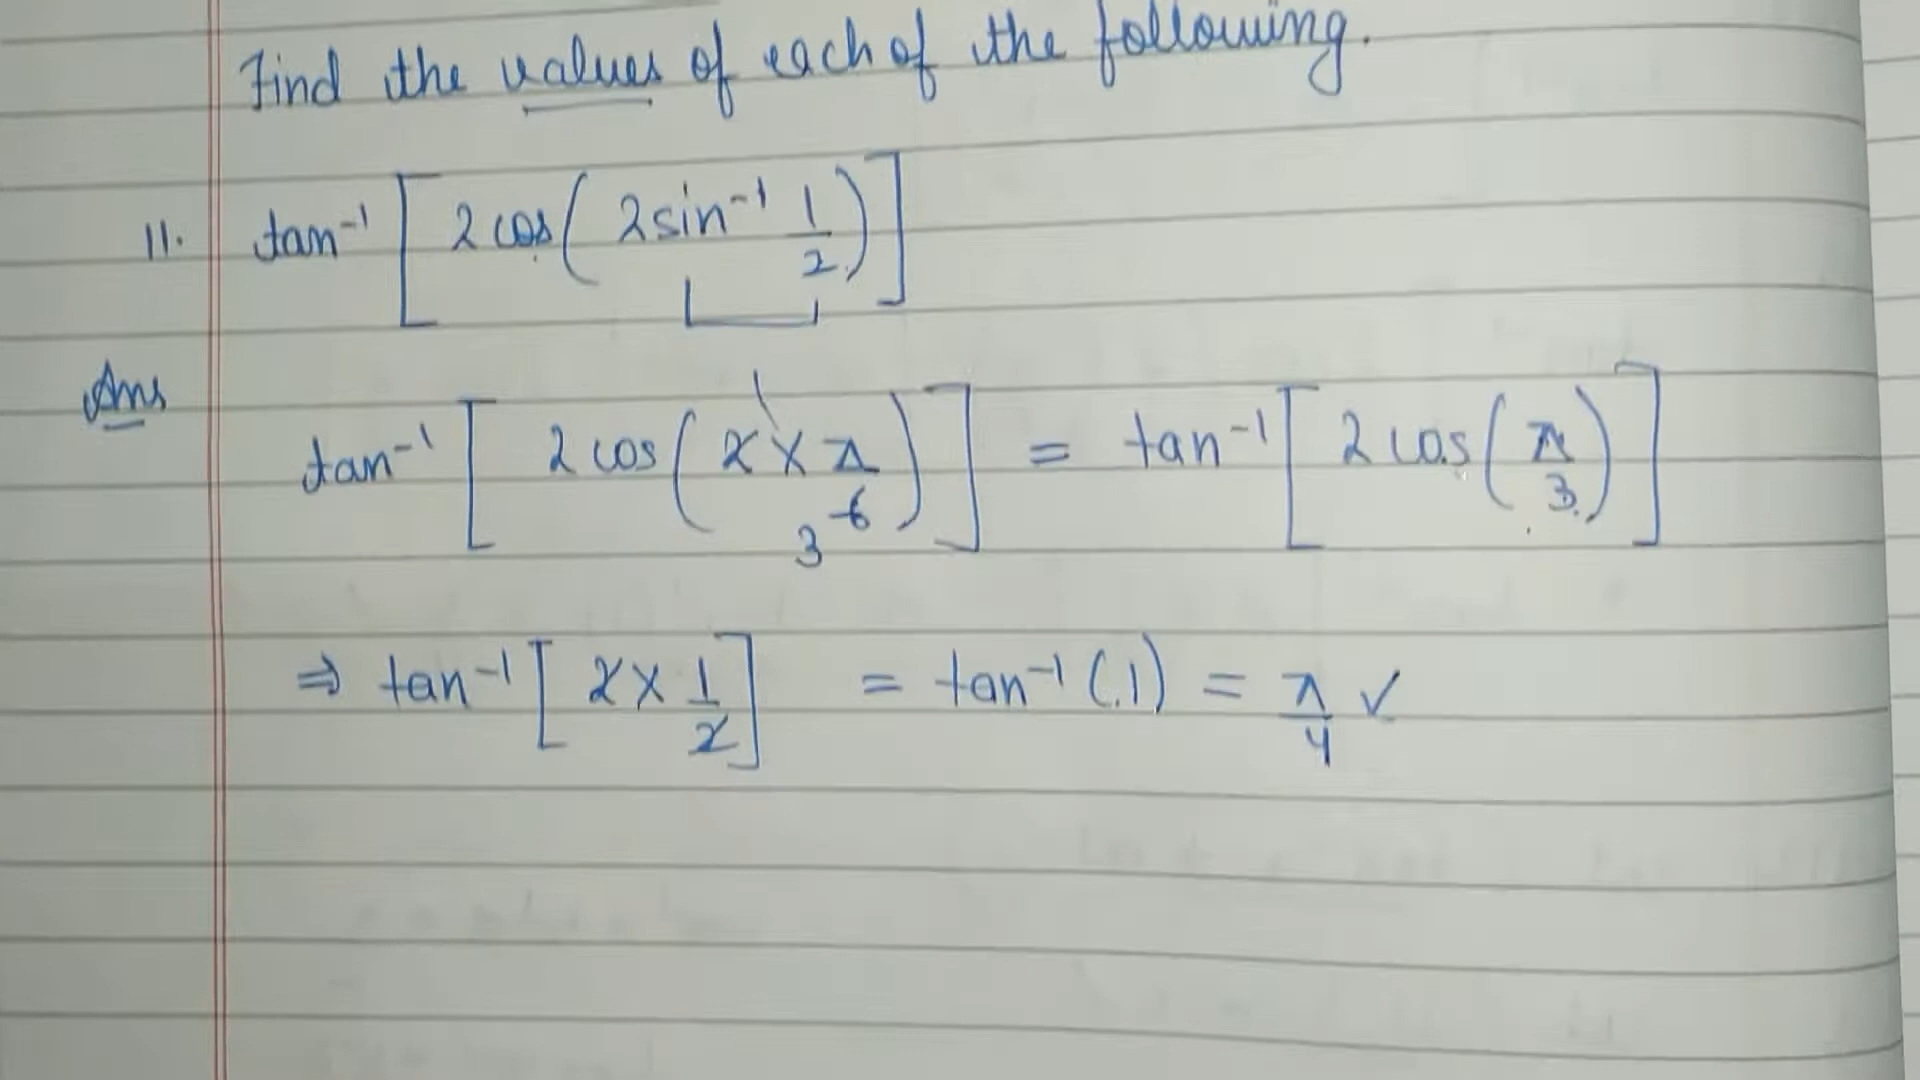 Find the values of each of the following.
11. tan⁻¹ [ 2 cos ( 2 sin⁻¹ 1/2 ) ]
Ans
tan⁻¹ [ 2 cos ( 2 × π/6 ) ] = tan⁻¹ [ 2 cos ( π/3 ) ]
1
3
⇒ tan⁻¹ [ 2 × 1/2 ] = tan⁻¹ (1) = π/4 ✓